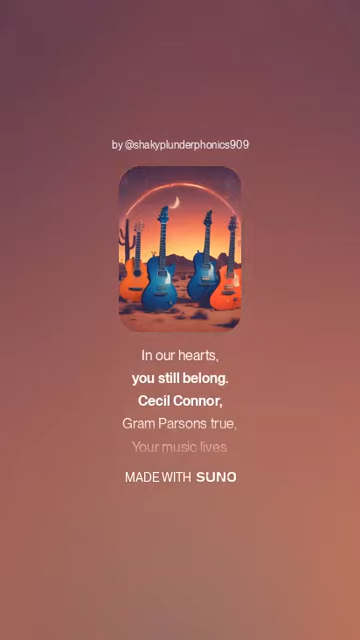 by @shakyplunderphonics909
In our hearts,
you still belong.
Cecil Connor,
Gram Parsons true,
Your music lives
MADE WITH SUNO